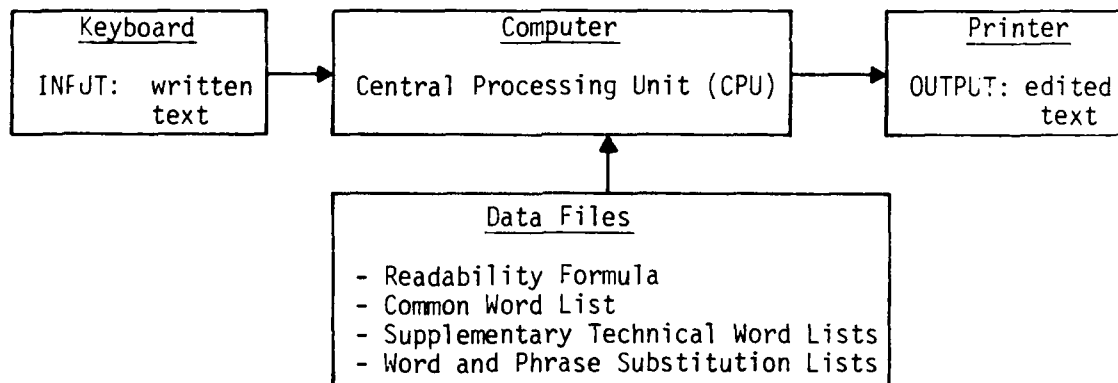 Keyboard
INPUT: written
text
Computer
Central Processing Unit (CPU)
Printer
OUTPUT: edited
text
Data Files
- Readability Formula
- Common Word List
- Supplementary Technical Word Lists
- Word and Phrase Substitution Lists